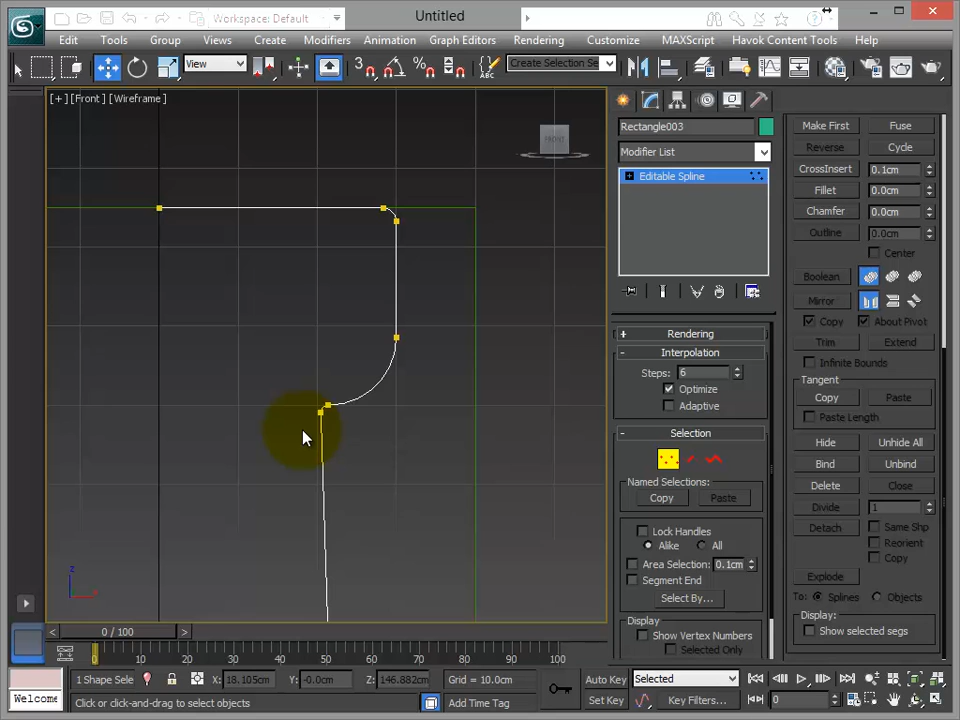 Workspace: Default
Untitled
Edit Tools Group Views Create Modifiers Animation Graph Editors Rendering Customize MAXScript Havok Content Tools Help
View
3
%
ABC
Create Selection Se
[+] [Front] [Wireframe]
FRONT
z
x
Rectangle003
Modifier List
Editable Spline
Rendering
Interpolation
Steps: 6
Optimize
Adaptive
Selection
Named Selections:
Copy Paste
Lock Handles
Alike All
Area Selection: 0.1cm
Segment End
Select By...
Display
Show Vertex Numbers
Selected Only
Make First Fuse
Reverse Cycle
CrossInsert 0.1cm
Fillet 0.0cm
Chamfer 0.0cm
Outline 0.0cm
Center
Boolean
Mirror
Copy About Pivot
Trim Extend
Infinite Bounds
Tangent
Copy Paste
Paste Length
Hide Unhide All
Bind Unbind
Delete Close
Divide 1
Detach Same Shp
Reorient
Copy
Explode
To: Splines Objects
Display:
Show selected segs
0 / 100
0 10 20 30 40 50 60 70 80 90 100
1 Shape Sele X: 18.105cm Y: -0.0cm Z: 146.882cm Grid = 10.0cm Auto Key Selected
Welcome Click or click-and-drag to select objects Add Time Tag Set Key Key Filters... 0